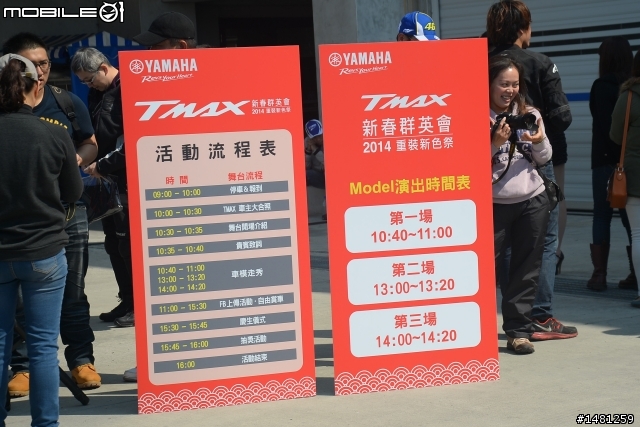 MOBILE01
YAMAHA
Revs Your Heart
TMAX
新春群英會
2014 重裝新色祭
活動流程表
時間 舞台流程
09:00 - 10:00 停車&報到
10:00 - 10:30 TMAX 車主大合照
10:30 - 10:35 舞台開場介紹
10:35 - 10:40 貴賓致詞
10:40 - 11:00
13:00 - 13:20 車模走秀
14:00 - 14:20
11:00 - 15:30 FB上傳活動、自由賞車
15:30 - 15:45 慶生儀式
15:45 - 16:00 抽獎活動
16:00 活動結束
YAMAHA
Revs Your Heart
TMAX
新春群英會
2014 重裝新色祭
Model演出時間表
第一場
10:40~11:00
第二場
13:00~13:20
第三場
14:00~14:20
46
#1481259